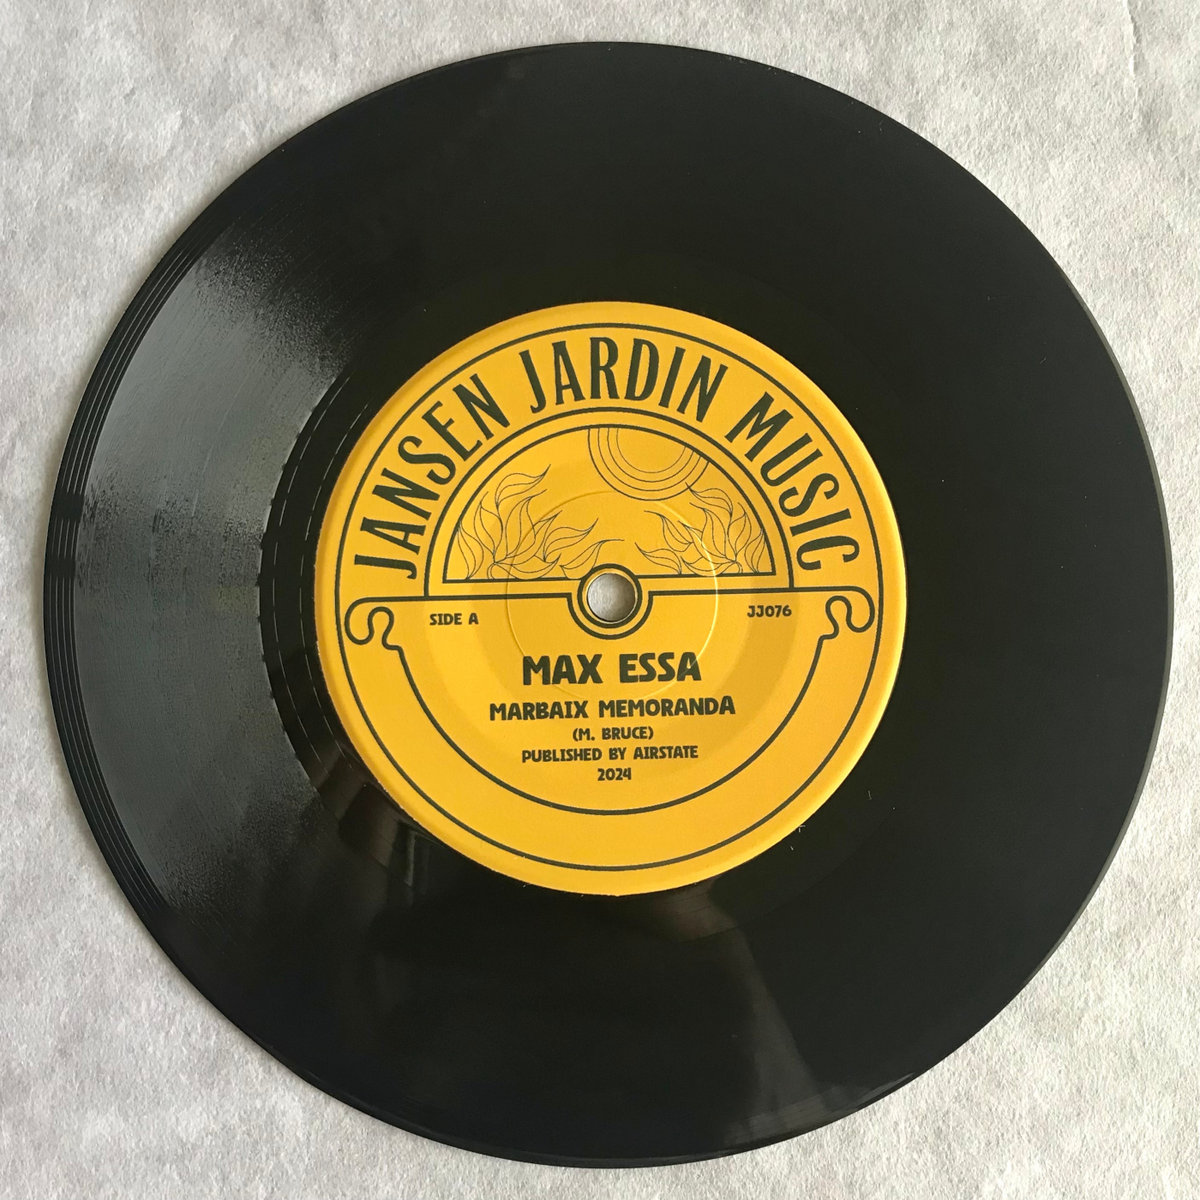 JANSEN JARDIN MUSIC
SIDE A
JJ076
MAX ESSA
MARBAIX MEMORANDA
(M. BRUCE)
PUBLISHED BY AIRSTATE
2024